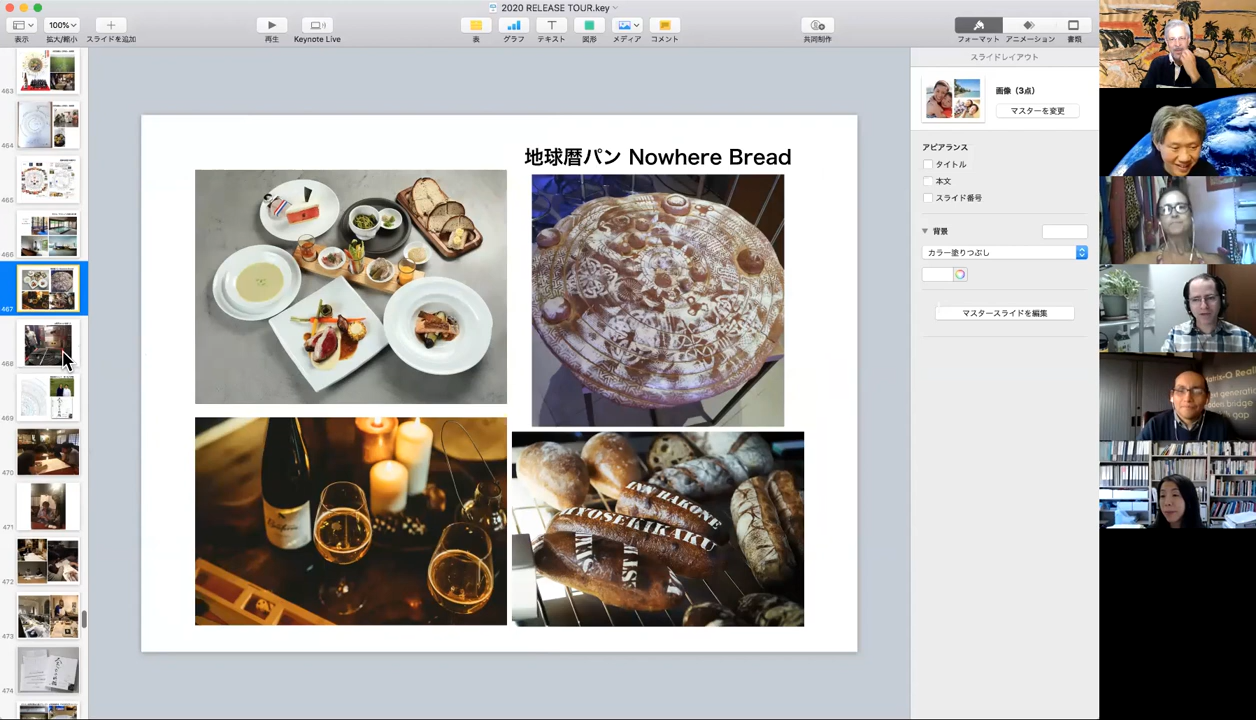 2020 RELEASE TOUR.key
100%
表示
拡大/縮小
スライドを追加
再生
Keynote Live
表
グラフ
テキスト
図形
メディア
コメント
共同制作
フォーマット
アニメーション
書類
スライドレイアウト
画像（3点）
マスターを変更
アピアランス
タイトル
本文
スライド番号
背景
カラー塗りつぶし
マスタースライドを編集
463
464
465
466
467
468
469
470
471
472
473
474
地球暦パン Nowhere Bread
INN HAKONE